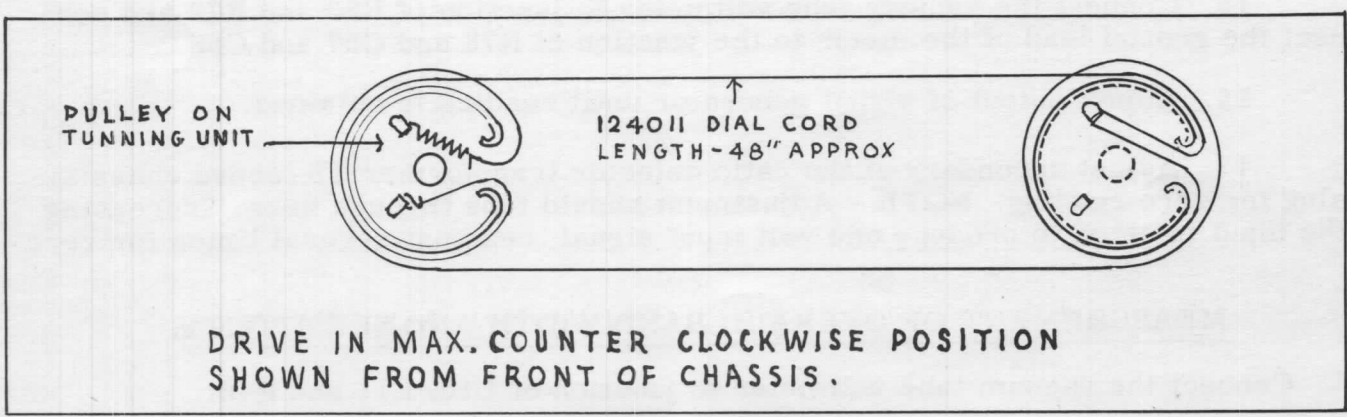 PULLEY ON
TUNNING UNIT
124011 DIAL CORD
LENGTH-48" APPROX
DRIVE IN MAX. COUNTER CLOCKWISE POSITION
SHOWN FROM FRONT OF CHASSIS.